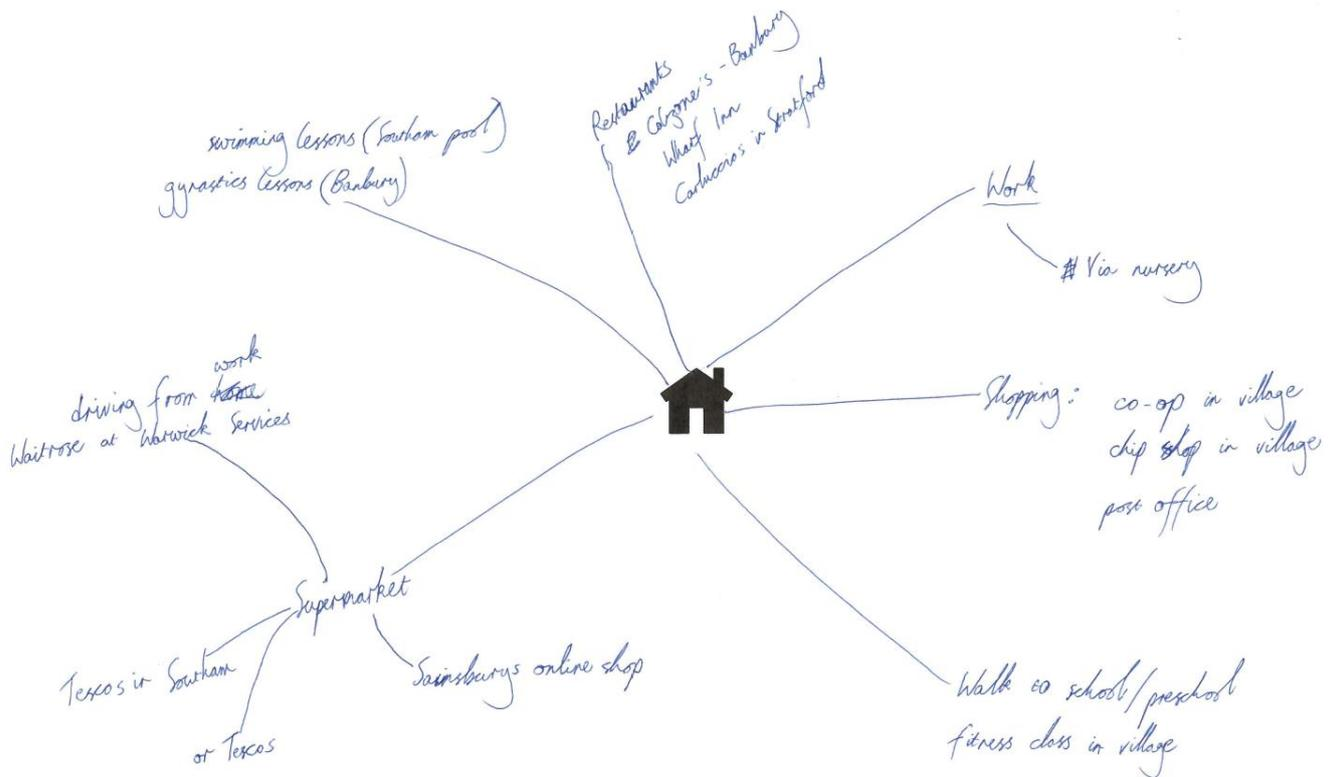 Restaurants
Calzone's - Banbury
Wharf Inn
Carluccios in Stratford
swimming lessons (Southam pool)
gynastics lessons (Banbury)
Work
Via nursery
work
driving from home
Waitrose at Warwick Services
Shopping: co-op in village
chip shop in village
post office
Supermarket
Tescos in Southam
or Tescos
Sainsburys online shop
Walk to school/preschool
fitness class in village